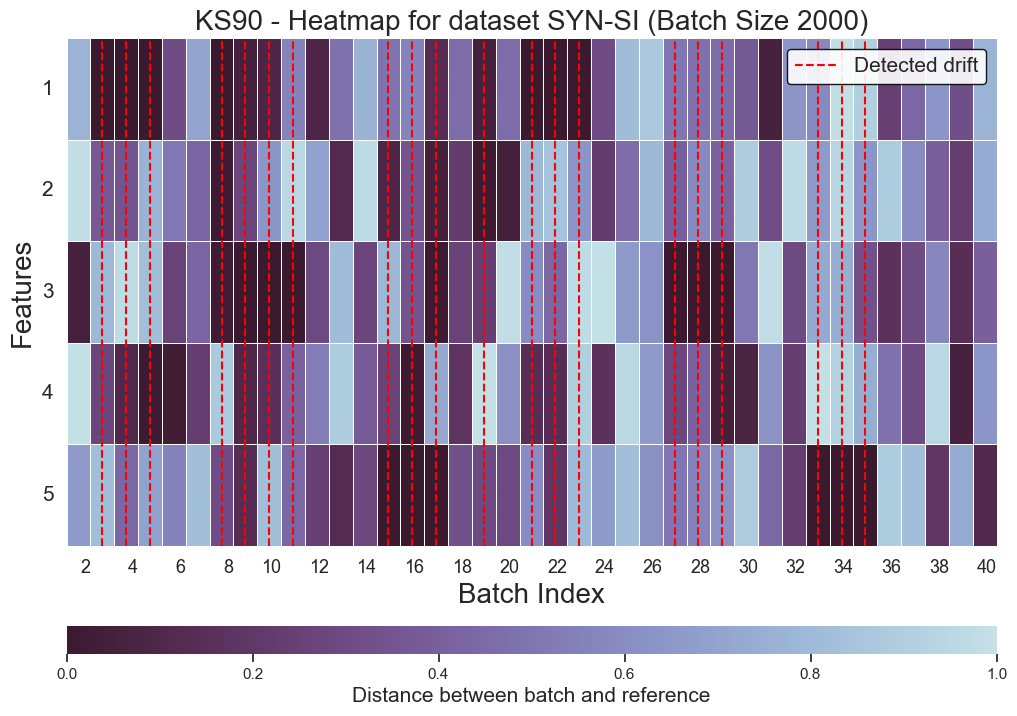 KS90 - Heatmap for dataset SYN-SI (Batch Size 2000)
Detected drift
1
2
3
4
5
Features
2 4 6 8 10 12 14 16 18 20 22 24 26 28 30 32 34 36 38 40
Batch Index
0.0 0.2 0.4 0.6 0.8 1.0
Distance between batch and reference